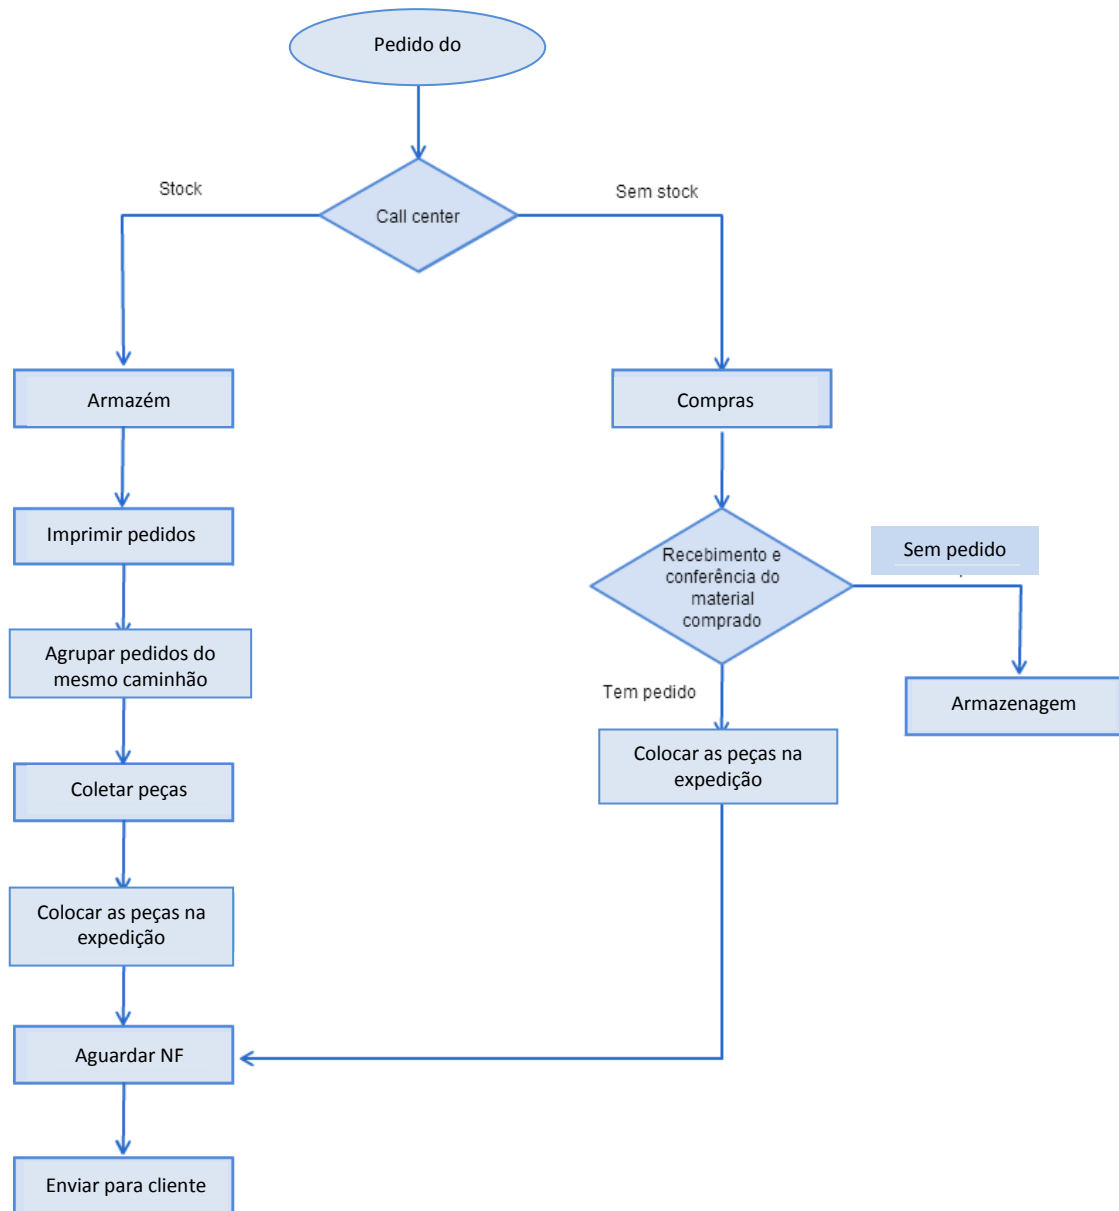 Pedido do
Stock
Sem stock
Call center
Armazém
Compras
Imprimir pedidos
Recebimento e
conferência do
material
comprado
Sem pedido
Agrupar pedidos do
mesmo caminhão
Tem pedido
Armazenagem
Coletar peças
Colocar as peças na
expedição
Colocar as peças na
expedição
Aguardar NF
Enviar para cliente